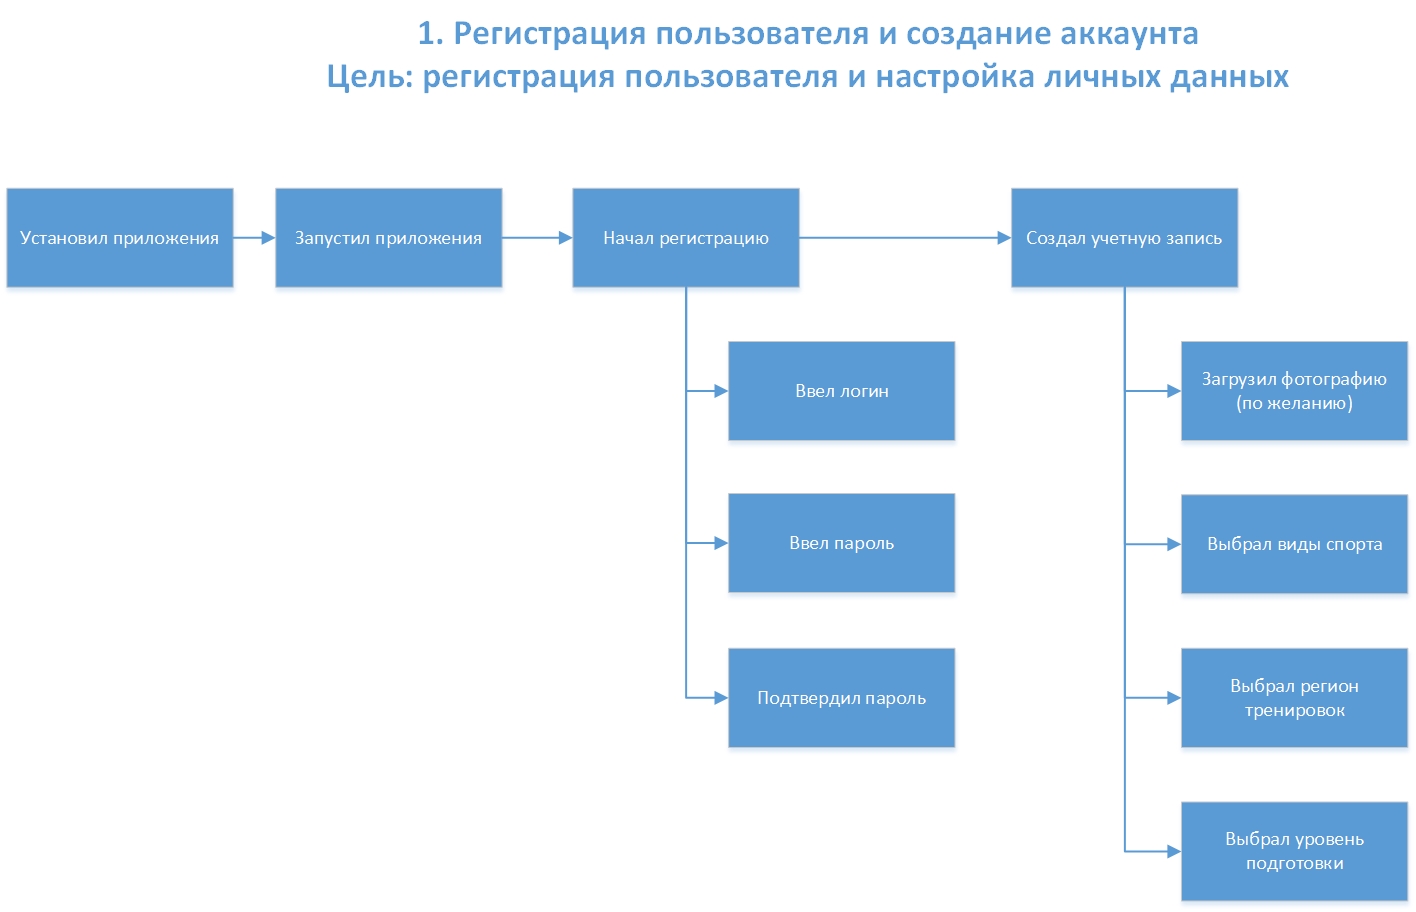 1. Регистрация пользователя и создание аккаунта
Цель: регистрация пользователя и настройка личных данных
Установил приложения
Запустил приложения
Начал регистрацию
Создал учетную запись
Ввел логин
Ввел пароль
Подтвердил пароль
Загрузил фотографию
(по желанию)
Выбрал виды спорта
Выбрал регион
тренировок
Выбрал уровень
подготовки